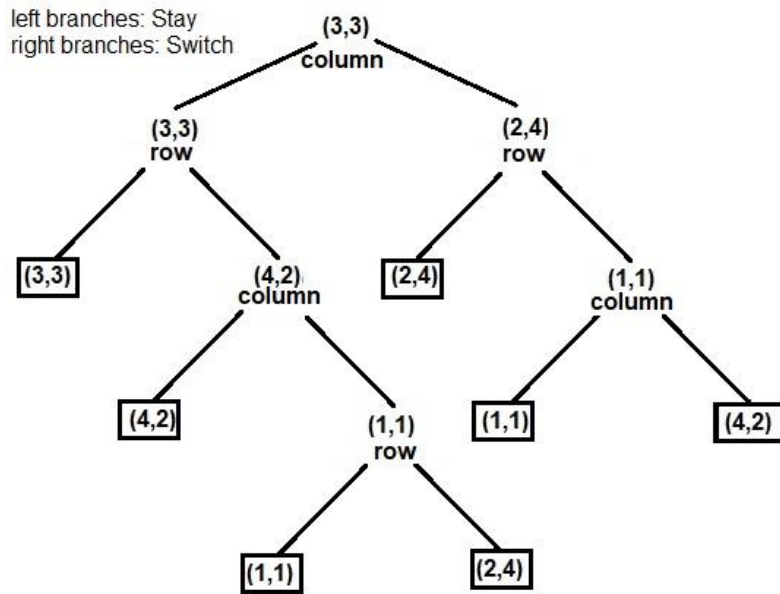 left branches: Stay
right branches: Switch
(3,3)
column
(3,3)
row
(2,4)
row
(3,3)
(4,2)
column
(2,4)
(1,1)
column
(4,2)
(1,1)
row
(1,1)
(4,2)
(1,1)
(2,4)